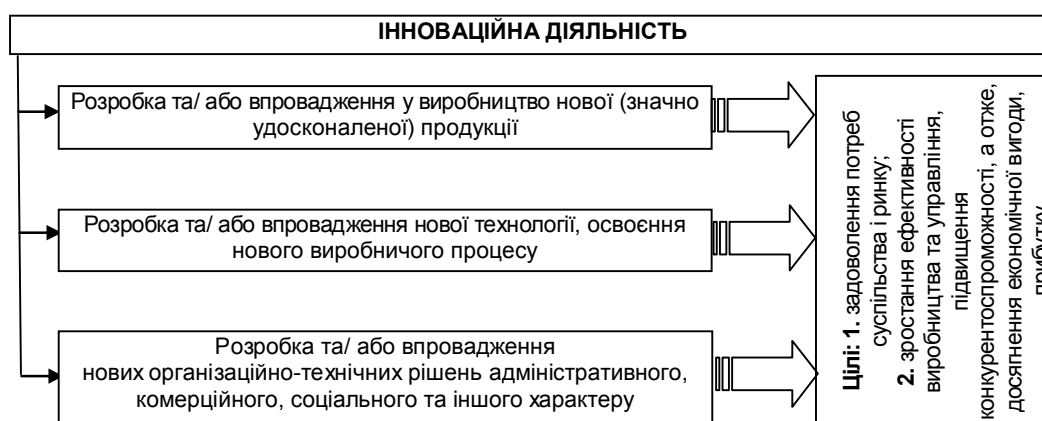 ІННОВАЦІЙНА ДІЯЛЬНІСТЬ
Розробка та/ або впровадження у виробництво нової (значно
удосконаленої) продукції
Розробка та/ або впровадження нової технології, освоєння
нового виробничого процесу
Розробка та/ або впровадження
нових організаційно-технічних рішень адміністративного,
комерційного, соціального та іншого характеру
Цілі: 1. задоволення потреб
суспільства і ринку;
2. зростання ефективності
виробництва та управління,
підвищення
конкурентоспроможності, а отже,
досятнення економічної вигоди,
прибутку